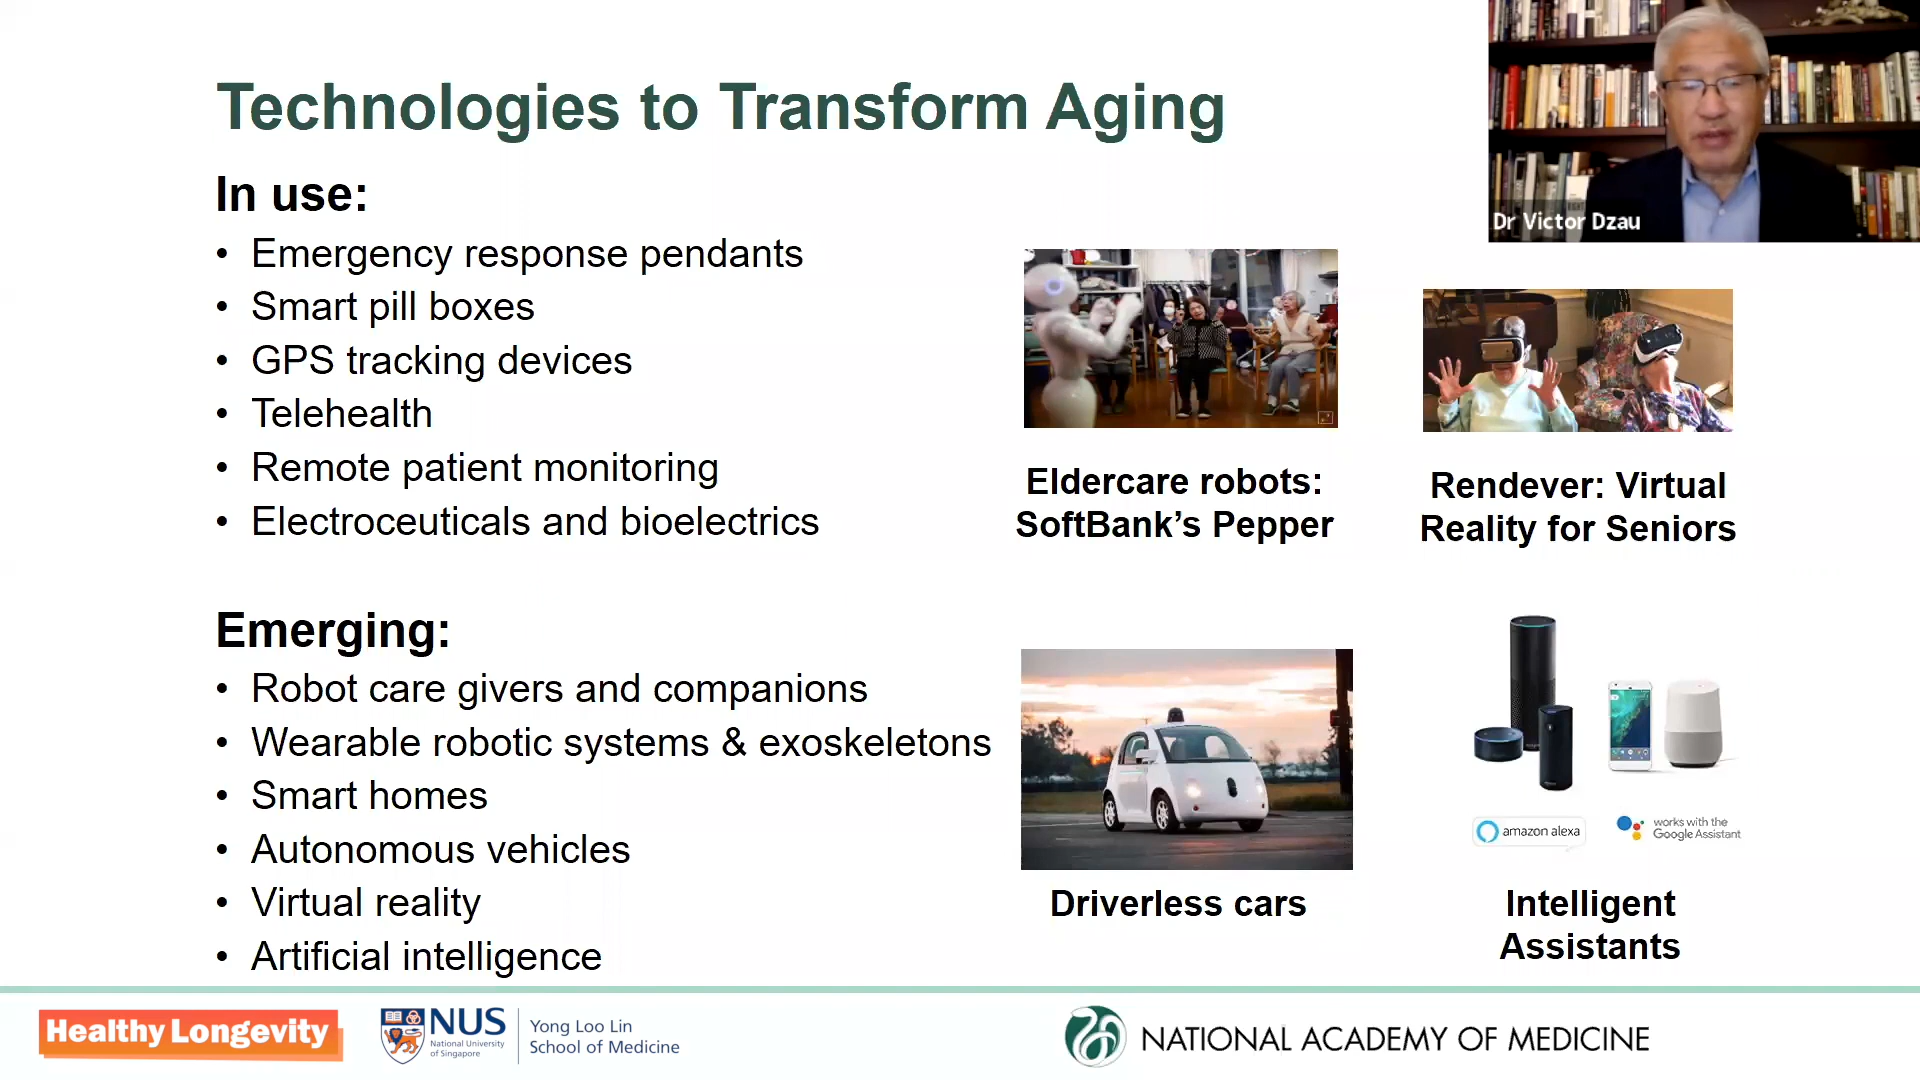 Technologies to Transform Aging
In use:
• Emergency response pendants
• Smart pill boxes
• GPS tracking devices
• Telehealth
• Remote patient monitoring
• Electroceuticals and bioelectrics
Emerging:
• Robot care givers and companions
• Wearable robotic systems & exoskeletons
• Smart homes
• Autonomous vehicles
• Virtual reality
• Artificial intelligence
Dr Victor Dzau
Eldercare robots:
SoftBank’s Pepper
Rendever: Virtual
Reality for Seniors
Driverless cars
amazon alexa
works with the
Google Assistant
Intelligent
Assistants
Healthy Longevity
NUS
National University
of Singapore
Yong Loo Lin
School of Medicine
NATIONAL ACADEMY OF MEDICINE